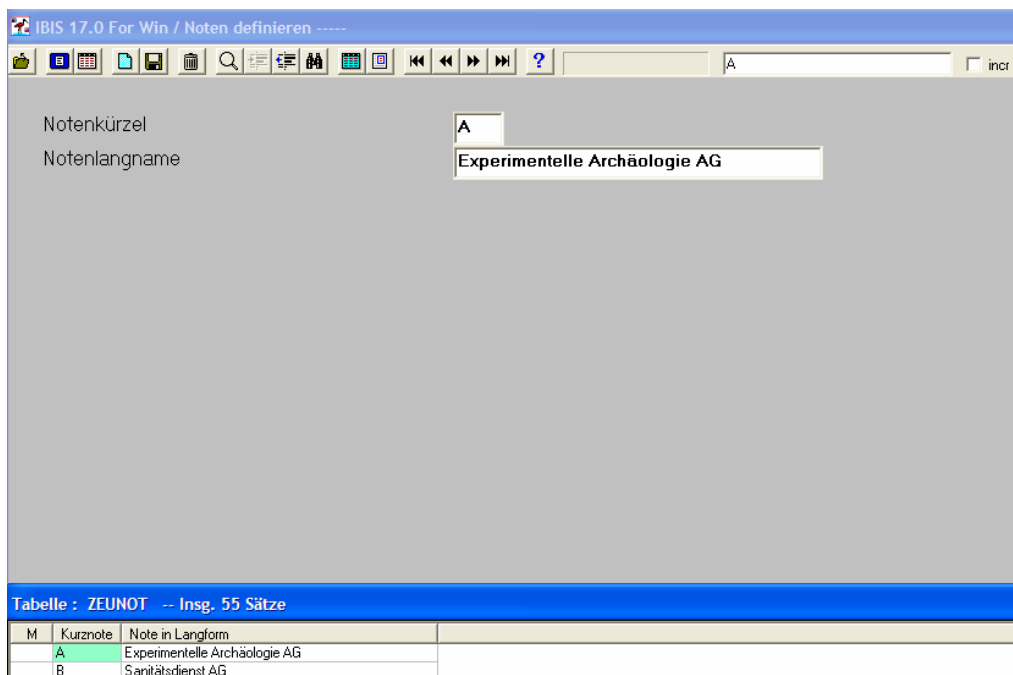 IBIS 17.0 For Win / Noten definieren -----
? A incr
Notenkürzel A
Notenlangname Experimentelle Archäologie AG
Tabelle : ZEUNOT -- Insg. 55 Sätze
M Kurznote Note in Langform
A Experimentelle Archäologie AG
B Sanitätsdienst AG